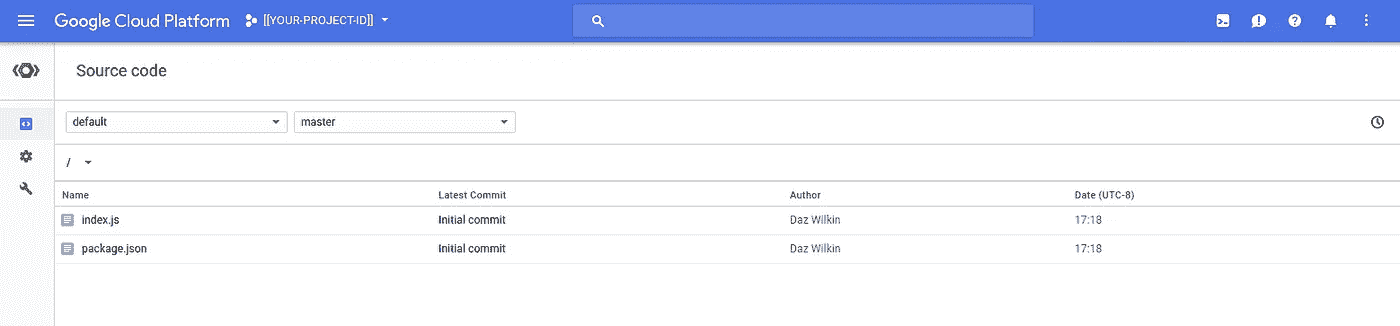 Google Cloud Platform [[YOUR-PROJECT-ID]]
Source code
default master
/
Name Latest Commit Author Date (UTC-8)
index.js Initial commit Daz Wilkin 17:18
package.json Initial commit Daz Wilkin 17:18